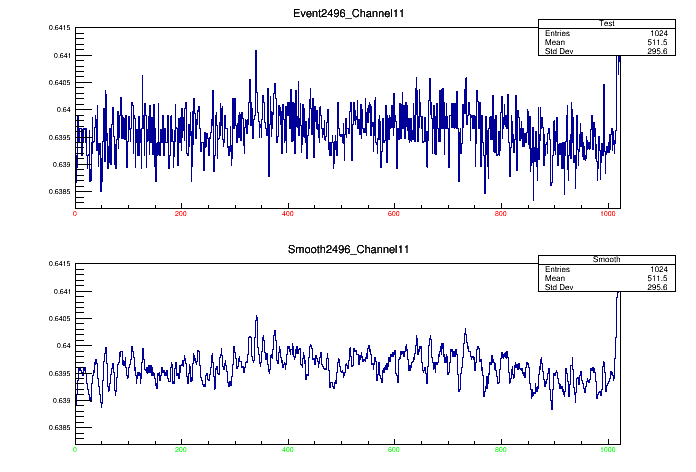 Event2496_Channel11
Test
Entries 1024
Mean 511.5
Std Dev 295.6
0.6415
0.641
0.6405
0.64
0.6395
0.639
0.6385
0 200 400 600 800 1000
Smooth2496_Channel11
Smooth
Entries 1024
Mean 511.5
Std Dev 295.6
0.6415
0.641
0.6405
0.64
0.6395
0.639
0.6385
0 200 400 600 800 1000